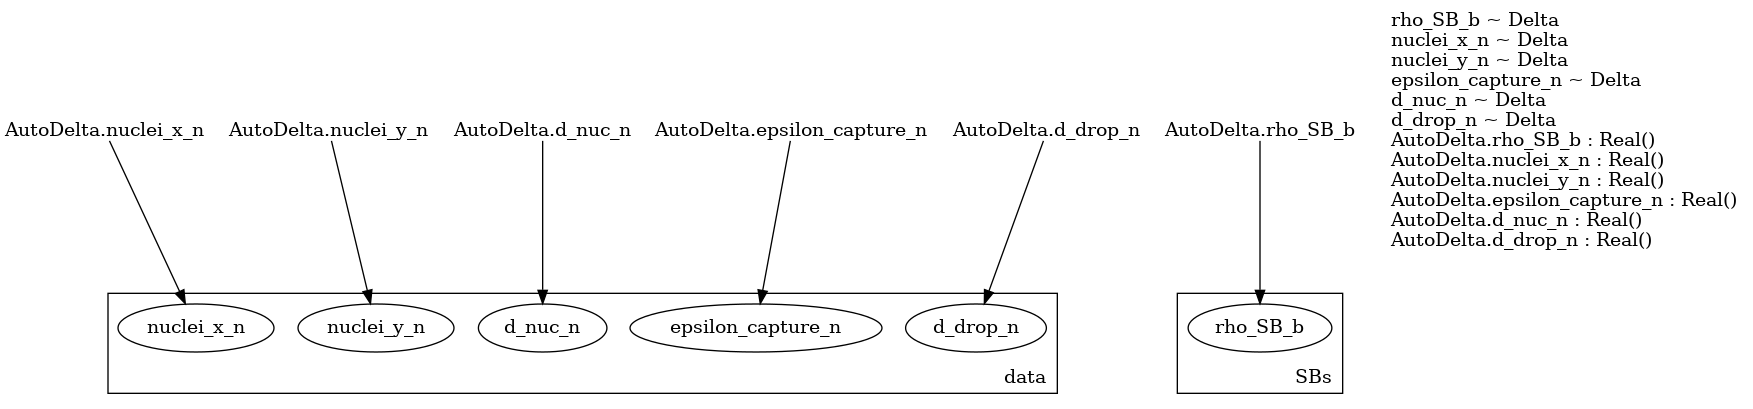 rho_SB_b ~ Delta
nuclei_x_n ~ Delta
nuclei_y_n ~ Delta
epsilon_capture_n ~ Delta
d_nuc_n ~ Delta
d_drop_n ~ Delta
AutoDelta.rho_SB_b : Real()
AutoDelta.nuclei_x_n : Real()
AutoDelta.nuclei_y_n : Real()
AutoDelta.epsilon_capture_n : Real()
AutoDelta.d_nuc_n : Real()
AutoDelta.d_drop_n : Real()
AutoDelta.nuclei_x_n
AutoDelta.nuclei_y_n
AutoDelta.d_nuc_n
AutoDelta.epsilon_capture_n
AutoDelta.d_drop_n
AutoDelta.rho_SB_b
nuclei_x_n
nuclei_y_n
d_nuc_n
epsilon_capture_n
d_drop_n
rho_SB_b
data
SBs